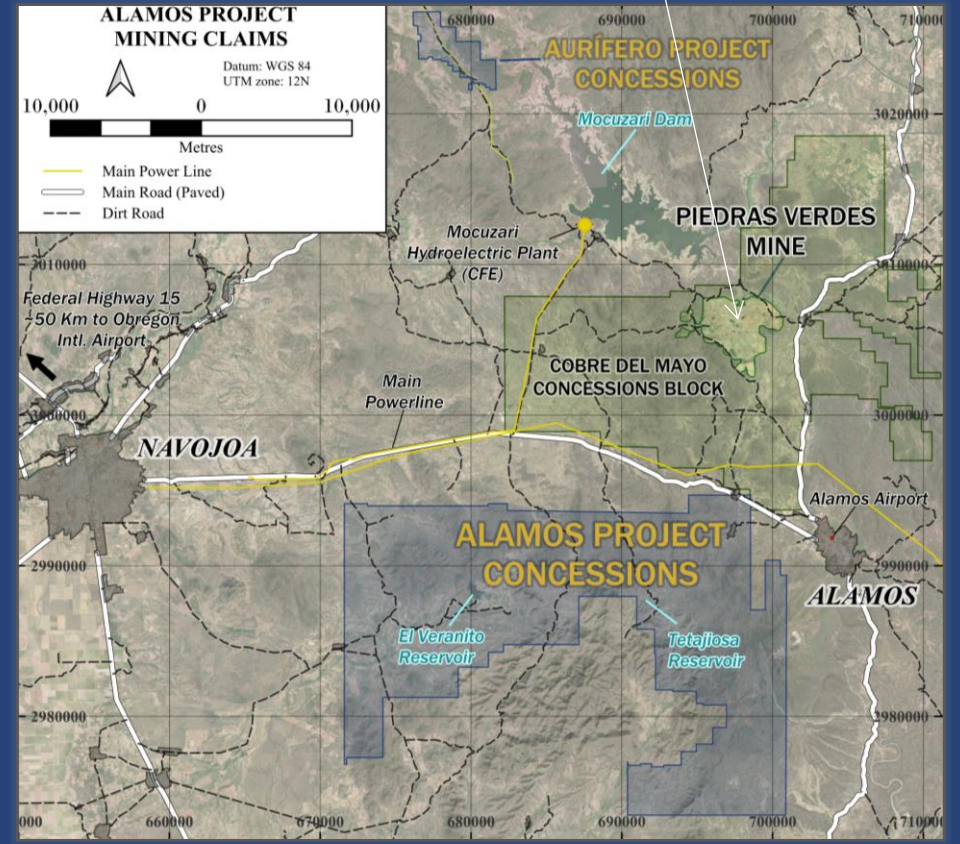 ALAMOS PROJECT
MINING CLAIMS
Datum: WGS 84
UTM zone: 12N
10,000
0
10,000
Metres
Main Power Line
Main Road (Paved)
Dirt Road
680000
690000
700000
AURÍFERO PROJECT
CONCESSIONS
3020000
Mocuzari Dam
PIEDRAS VERDES
MINE
Mocuzari
Hydroelectric Plant
(CFE)
3010000
Federal Highway 15
~50 Km to Obregon
Intl. Airport
COBRE DEL MAYO
CONCESSIONS BLOCK
Main
Powerline
3000000
3000000
NAVOJOA
Alamos Airport
ALAMOS PROJECT
CONCESSIONS
2990000
2990000
ALAMOS
El Veranito
Reservoir
Tetajiosa
Reservoir
2980000
2980000
660000
670000
680000
690000
700000